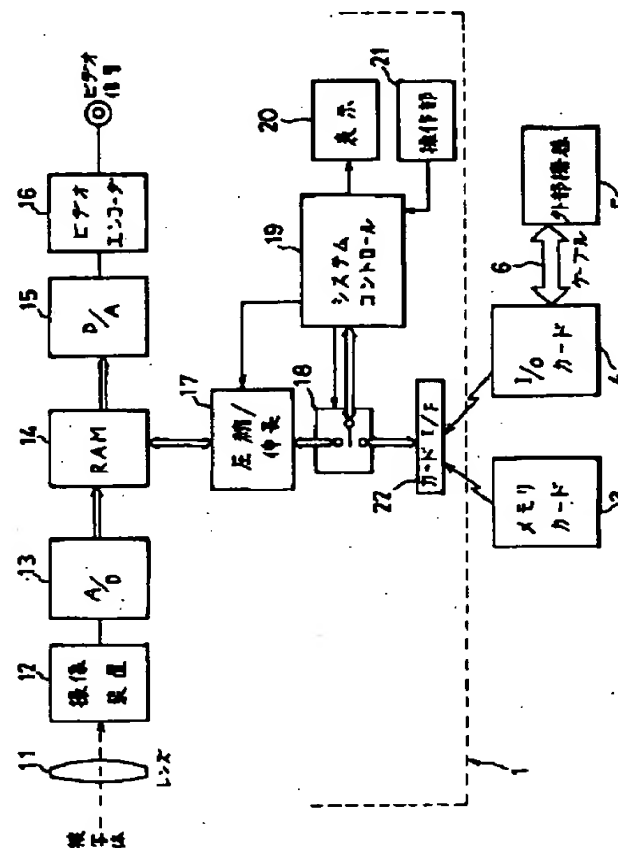 被写体
11
レンズ
12
撮像
装置
13
A/D
14
RAM
15
D/A
16
ビデオ
エンコーダ
ビデオ
信号
17
圧縮/
伸長
18
19
システム
コントロール
20
表示
21
操作部
22
カード I/F
1
メモリ
カード
I/O
カード
6
ケーブル
外部機器